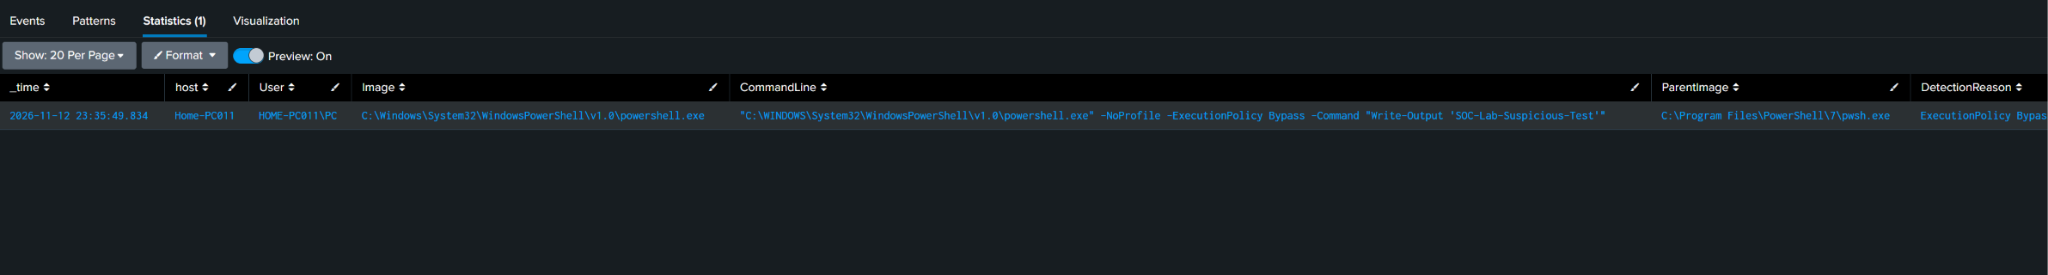 Events Patterns Statistics (1) Visualization
Show: 20 Per Page Format Preview: On
_time host User Image CommandLine ParentImage DetectionReason
2026-11-12 23:35:49.834 Home-PC011 HOME-PC011\PC C:\Windows\System32\WindowsPowerShell\v1.0\powershell.exe "C:\WINDOWS\System32\WindowsPowerShell\v1.0\powershell.exe" -NoProfile -ExecutionPolicy Bypass -Command "Write-Output 'SOC-Lab-Suspicious-Test'" C:\Program Files\PowerShell\7\pwsh.exe ExecutionPolicy Bypas